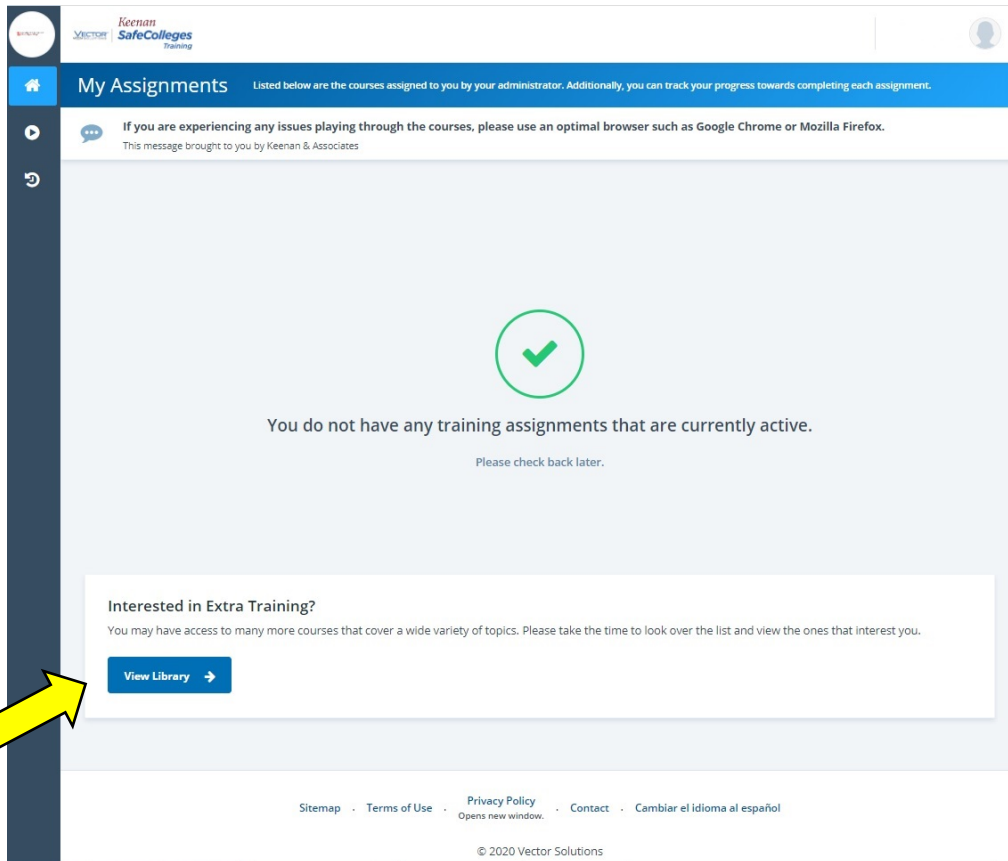 Keenan
VECTOR SafeColleges
Training
My Assignments Listed below are the courses assigned to you by your administrator. Additionally, you can track your progress towards completing each assignment.
If you are experiencing any issues playing through the courses, please use an optimal browser such as Google Chrome or Mozilla Firefox.
This message brought to you by Keenan & Associates
You do not have any training assignments that are currently active.
Please check back later.
Interested in Extra Training?
You may have access to many more courses that cover a wide variety of topics. Please take the time to look over the list and view the ones that interest you.
View Library
Sitemap . Terms of Use . Privacy Policy . Contact . Cambiar el idioma al español
Opens new window.
© 2020 Vector Solutions